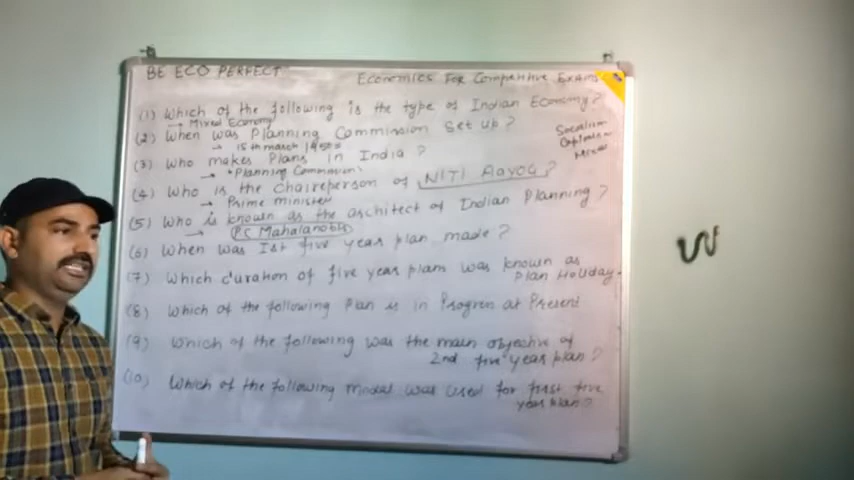 BE ECO PERFECT
Economics For Competitive Exams
(1) Which of the following is the type of Indian Economy?
→ Mixed Economy
(2) When was Planning Commission set up?
→ 15th march 1950
Socialism
Capitalism
Mixed
(3) Who makes Plans in India?
→ Planning Commission
(4) Who is the chaireperson of NITI Aayog?
→ Prime minister
(5) Who is known as the architect of Indian Planning?
→ P.C Mahalanobis
(6) When was Ist five year plan made?
(7) Which duration of five year plan was known as
Plan Holiday.
(8) Which of the following Plan is in Progress at Present
(9) Which of the following was the main objective of
2nd five year plan?
(10) Which of the following model was used for first five
year plan?